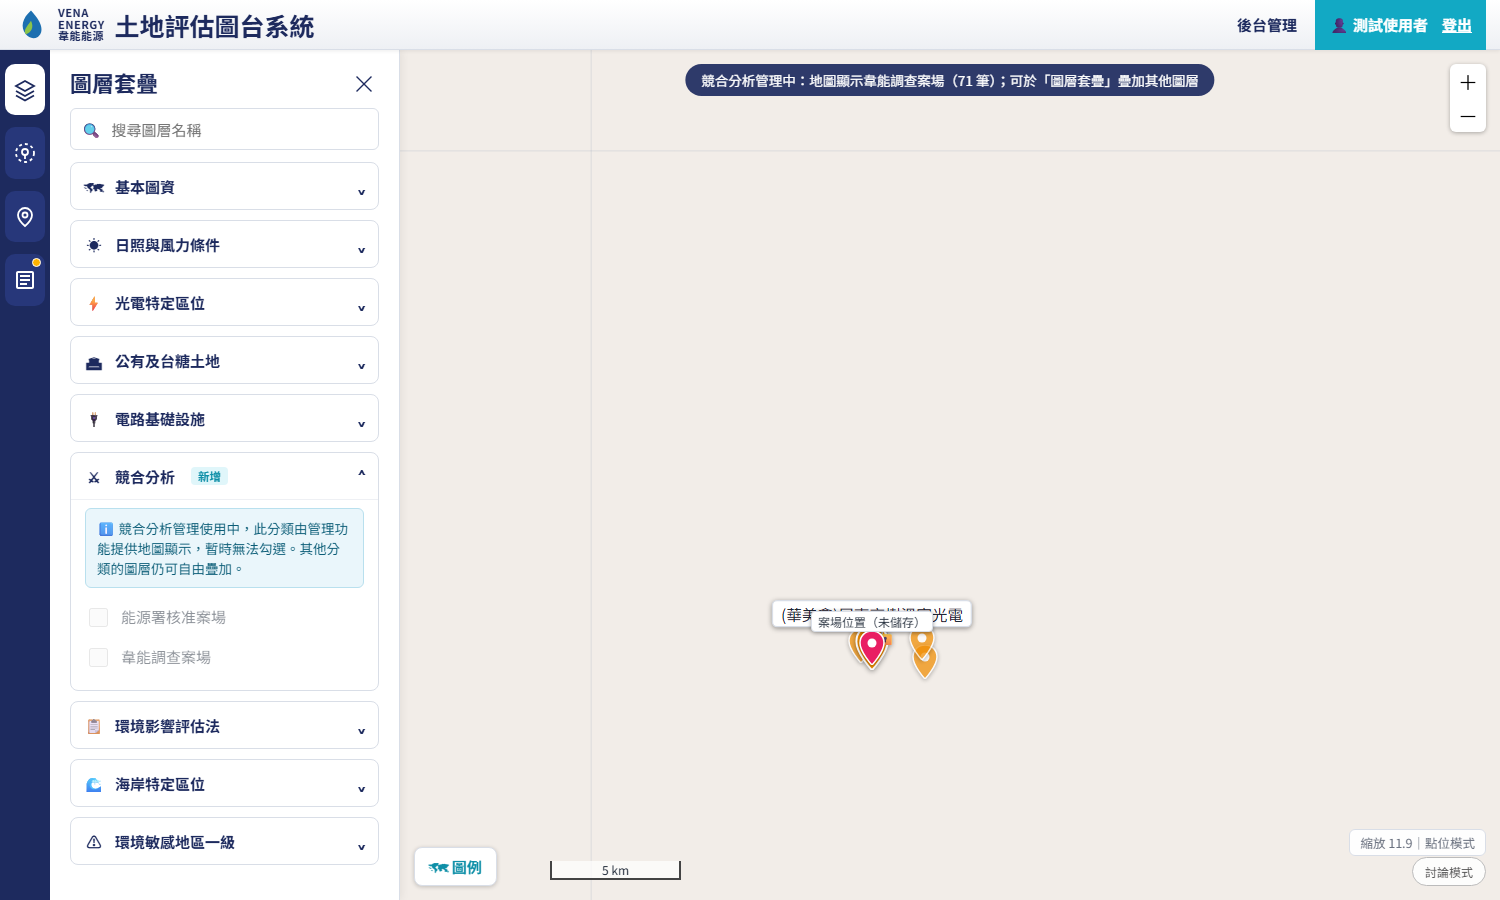 VENA
ENERGY
韋能能源
土地評估圖台系統
後台管理
測試使用者
登出
圖層套疊
搜尋圖層名稱
基本圖資
日照與風力條件
光電特定區位
公有及台糖土地
電路基礎設施
競合分析
新增
競合分析管理使用中，此分類由管理功
能提供地圖顯示，暫時無法勾選。其他分
類的圖層仍可自由疊加。
能源署核准案場
韋能調查案場
環境影響評估法
海岸特定區位
環境敏感地區一級
競合分析管理中：地圖顯示韋能調查案場（71 筆）；可於「圖層套疊」疊加其他圖層
案場位置（未儲存）
圖例
5 km
縮放 11.9｜點位模式
討論模式